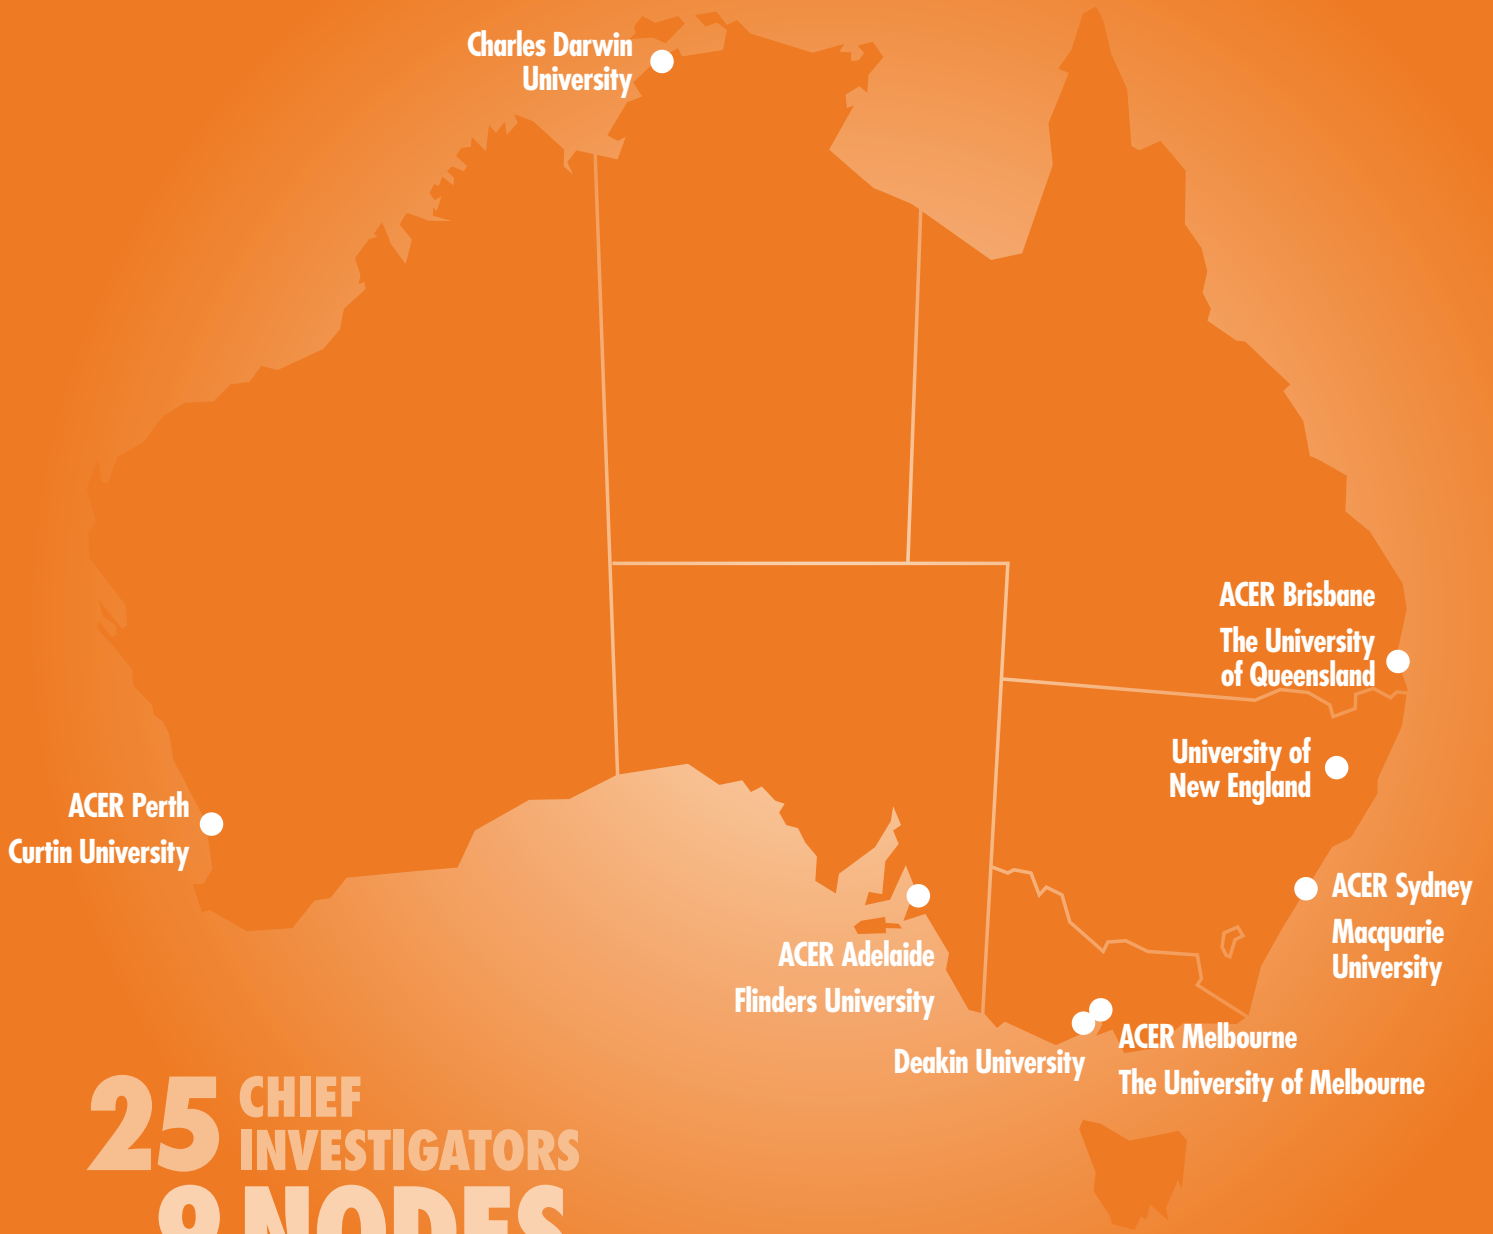 Charles Darwin
University
ACER Brisbane
The University
of Queensland
University of
New England
ACER Perth
Curtin University
ACER Sydney
Macquarie
University
ACER Adelaide
Flinders University
Deakin University
ACER Melbourne
The University of Melbourne
25 CHIEF
INVESTIGATORS
NODES